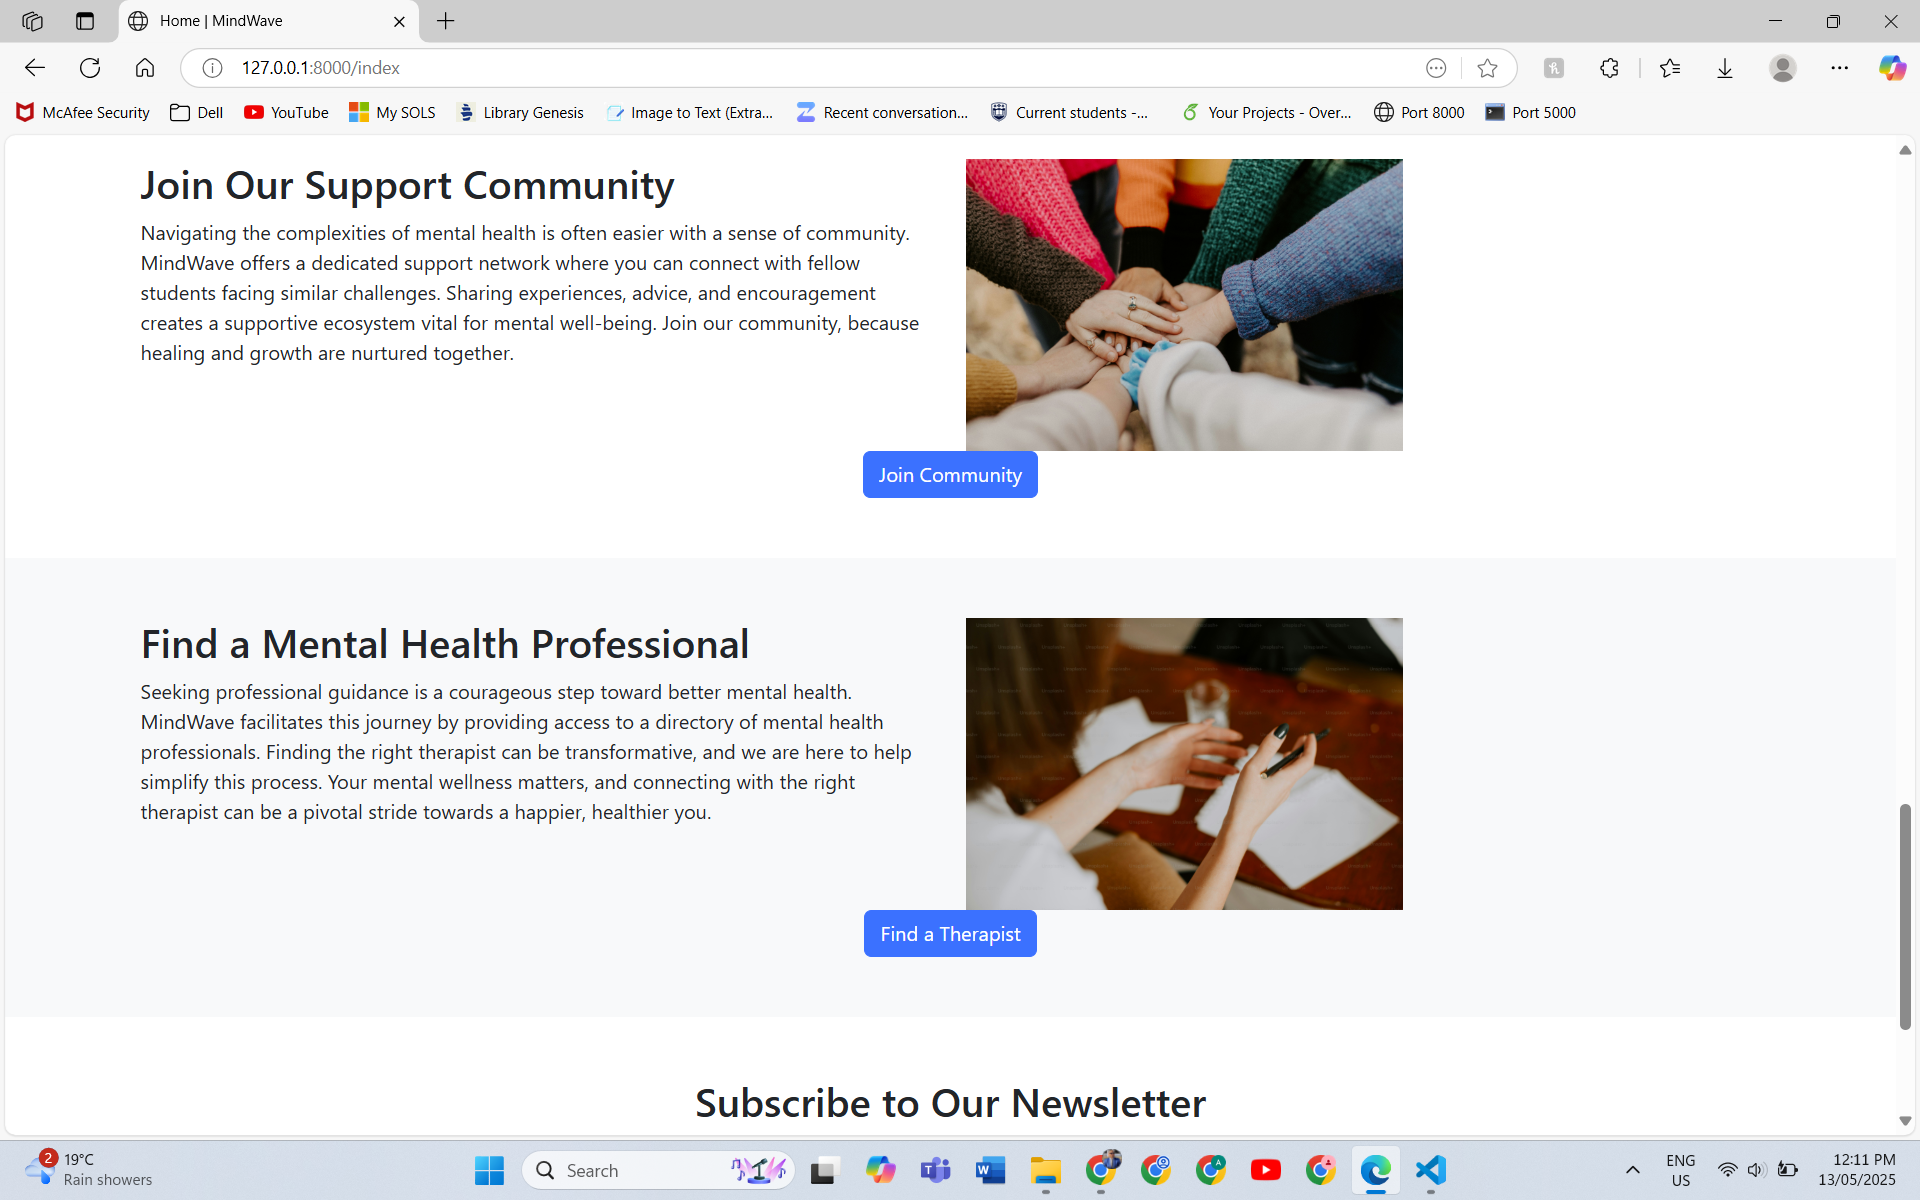 Home | MindWave
127.0.0.1:8000/index
McAfee Security
Dell
YouTube
My SOLS
Library Genesis
Image to Text (Extra...
Recent conversation...
Current students -...
Your Projects - Over...
Port 8000
Port 5000
Join Our Support Community
Navigating the complexities of mental health is often easier with a sense of community.
MindWave offers a dedicated support network where you can connect with fellow
students facing similar challenges. Sharing experiences, advice, and encouragement
creates a supportive ecosystem vital for mental well-being. Join our community, because
healing and growth are nurtured together.
Join Community
Find a Mental Health Professional
Seeking professional guidance is a courageous step toward better mental health.
MindWave facilitates this journey by providing access to a directory of mental health
professionals. Finding the right therapist can be transformative, and we are here to help
simplify this process. Your mental wellness matters, and connecting with the right
therapist can be a pivotal stride towards a happier, healthier you.
Find a Therapist
Subscribe to Our Newsletter
2
19°C
Rain showers
Search
ENG
US
12:11 PM
13/05/2025